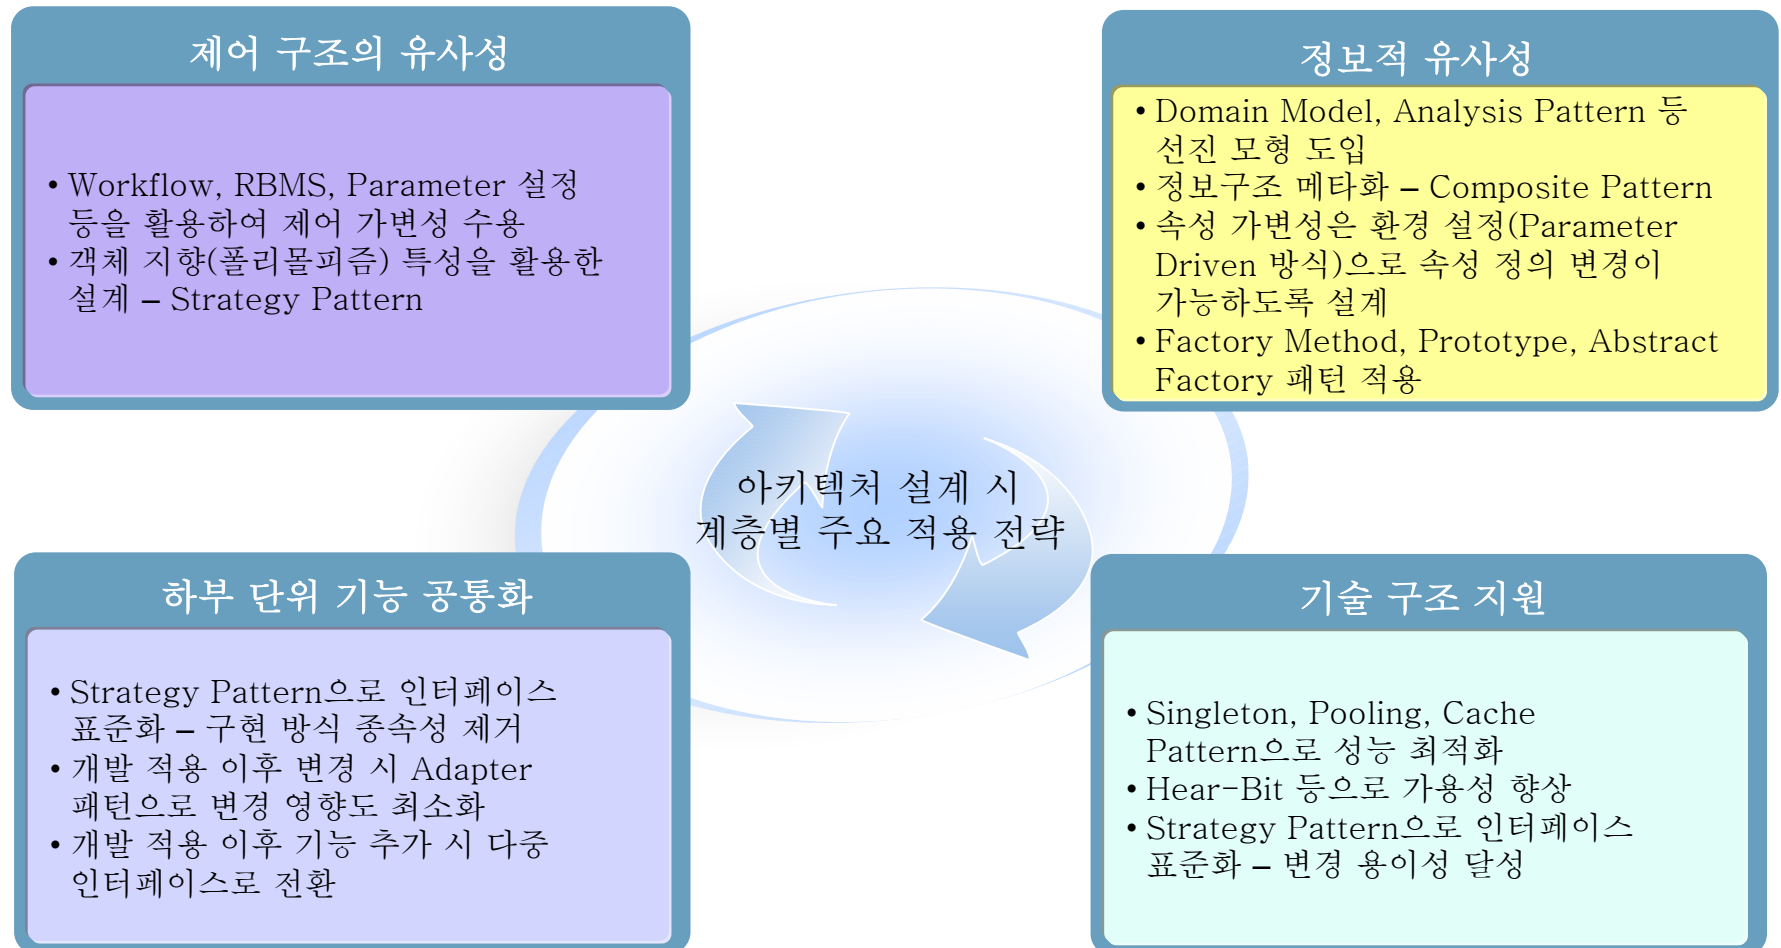 제어 구조의 유사성
• Workflow, RBMS, Parameter 설정
등을 활용하여 제어 가변성 수용
• 객체 지향(폴리몰피즘) 특성을 활용한
설계 – Strategy Pattern
정보적 유사성
• Domain Model, Analysis Pattern 등
선진 모형 도입
• 정보구조 메타화 – Composite Pattern
• 속성 가변성은 환경 설정(Parameter
Driven 방식)으로 속성 정의 변경이
가능하도록 설계
• Factory Method, Prototype, Abstract
Factory 패턴 적용
아키텍처 설계 시
계층별 주요 적용 전략
하부 단위 기능 공통화
• Strategy Pattern으로 인터페이스
표준화 – 구현 방식 종속성 제거
• 개발 적용 이후 변경 시 Adapter
패턴으로 변경 영향도 최소화
• 개발 적용 이후 기능 추가 시 다중
인터페이스로 전환
기술 구조 지원
• Singleton, Pooling, Cache
Pattern으로 성능 최적화
• Hear-Bit 등으로 가용성 향상
• Strategy Pattern으로 인터페이스
표준화 – 변경 용이성 달성